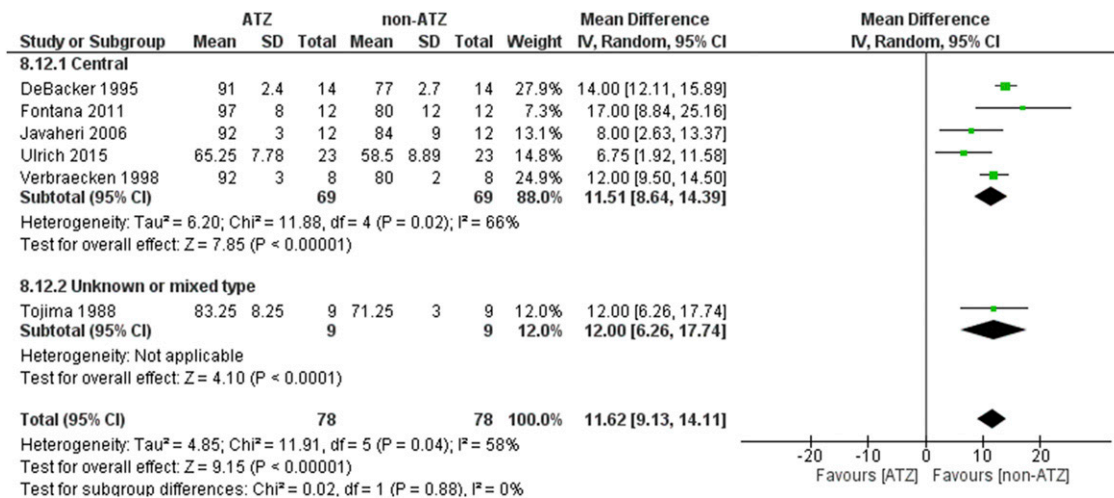 ATZ non-ATZ Mean Difference Mean Difference
Study or Subgroup Mean SD Total Mean SD Total Weight IV, Random, 95% CI IV, Random, 95% CI
8.12.1 Central
DeBacker 1995 91 2.4 14 77 2.7 14 27.9% 14.00 [12.11, 15.89]
Fontana 2011 97 8 12 80 12 12 7.3% 17.00 [8.84, 25.16]
Javaheri 2006 92 3 12 84 9 12 13.1% 8.00 [2.63, 13.37]
Ulrich 2015 65.25 7.78 23 58.5 8.89 23 14.8% 6.75 [1.92, 11.58]
Verbraecken 1998 92 3 8 80 2 8 24.9% 12.00 [9.50, 14.50]
Subtotal (95% CI) 69 69 88.0% 11.51 [8.64, 14.39]
Heterogeneity: Tau² = 6.20; Chi² = 11.88, df = 4 (P = 0.02); I² = 66%
Test for overall effect: Z = 7.85 (P < 0.00001)
8.12.2 Unknown or mixed type
Tojima 1988 83.25 8.25 9 71.25 3 9 12.0% 12.00 [6.26, 17.74]
Subtotal (95% CI) 9 9 12.0% 12.00 [6.26, 17.74]
Heterogeneity: Not applicable
Test for overall effect: Z = 4.10 (P < 0.0001)
Total (95% CI) 78 78 100.0% 11.62 [9.13, 14.11]
Heterogeneity: Tau² = 4.85; Chi² = 11.91, df = 5 (P = 0.04); I² = 58%
Test for overall effect: Z = 9.15 (P < 0.00001)
Test for subgroup differences: Chi² = 0.02, df = 1 (P = 0.88), I² = 0%
-20 -10 0 10 20
Favours [ATZ] Favours [non-ATZ]